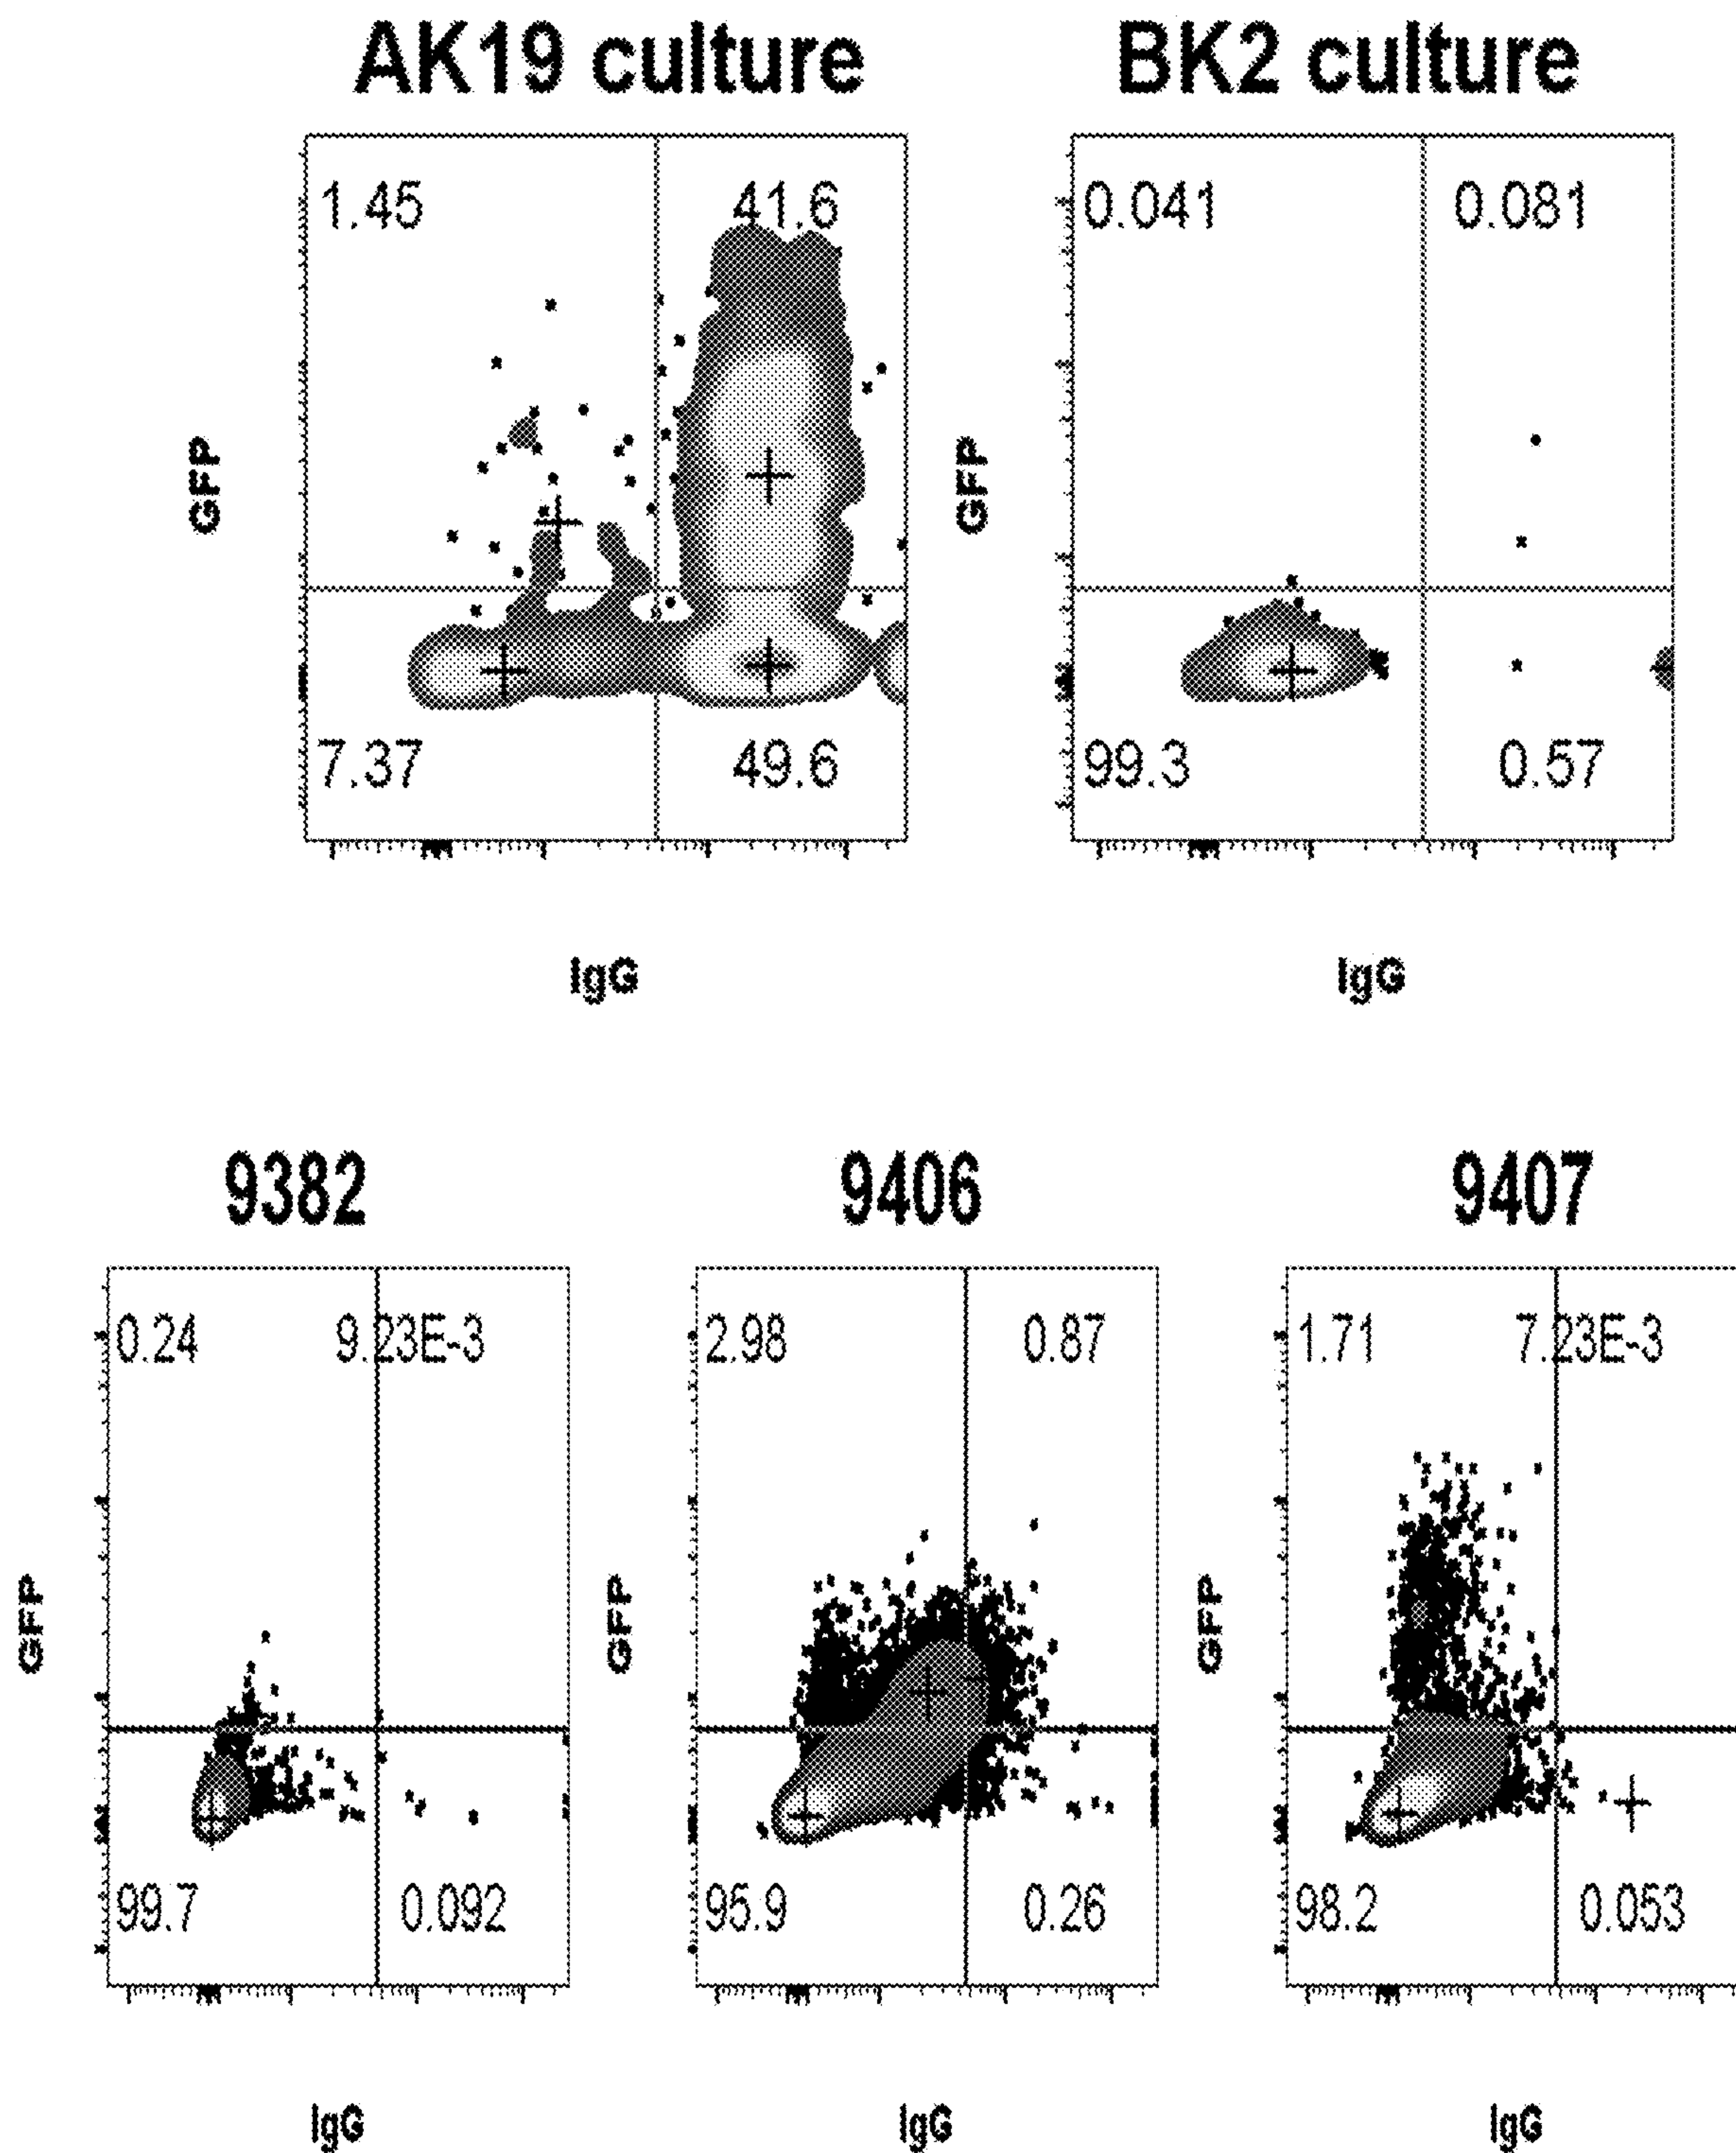 AK19 culture
BK2 culture
1.45
41.6
0.041
0.081
GFP
GFP
7.37
49.6
99.3
0.57
IgG
IgG
9382
9406
9407
0.24
9.23E-3
2.98
0.87
1.71
7.23E-3
GFP
GFP
GFP
99.7
0.092
95.9
0.26
98.2
0.053
IgG
IgG
IgG